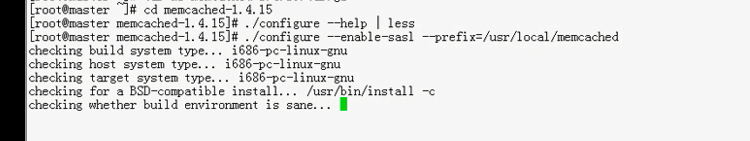 [root@master ~]# cd memcached-1.4.15
[root@master memcached-1.4.15]# ./configure --help | less
[root@master memcached-1.4.15]# ./configure --enable-sasl --prefix=/usr/local/memcached
checking build system type... i686-pc-linux-gnu
checking host system type... i686-pc-linux-gnu
checking target system type... i686-pc-linux-gnu
checking for a BSD-compatible install... /usr/bin/install -c
checking whether build environment is sane...